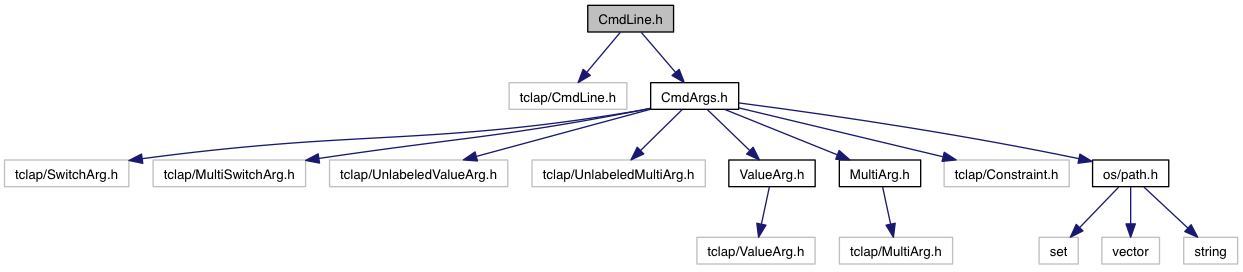 CmdLine.h
tclap/CmdLine.h
CmdArgs.h
tclap/SwitchArg.h
tclap/MultiSwitchArg.h
tclap/UnlabeledValueArg.h
tclap/UnlabeledMultiArg.h
ValueArg.h
MultiArg.h
tclap/Constraint.h
os/path.h
tclap/ValueArg.h
tclap/MultiArg.h
set
vector
string